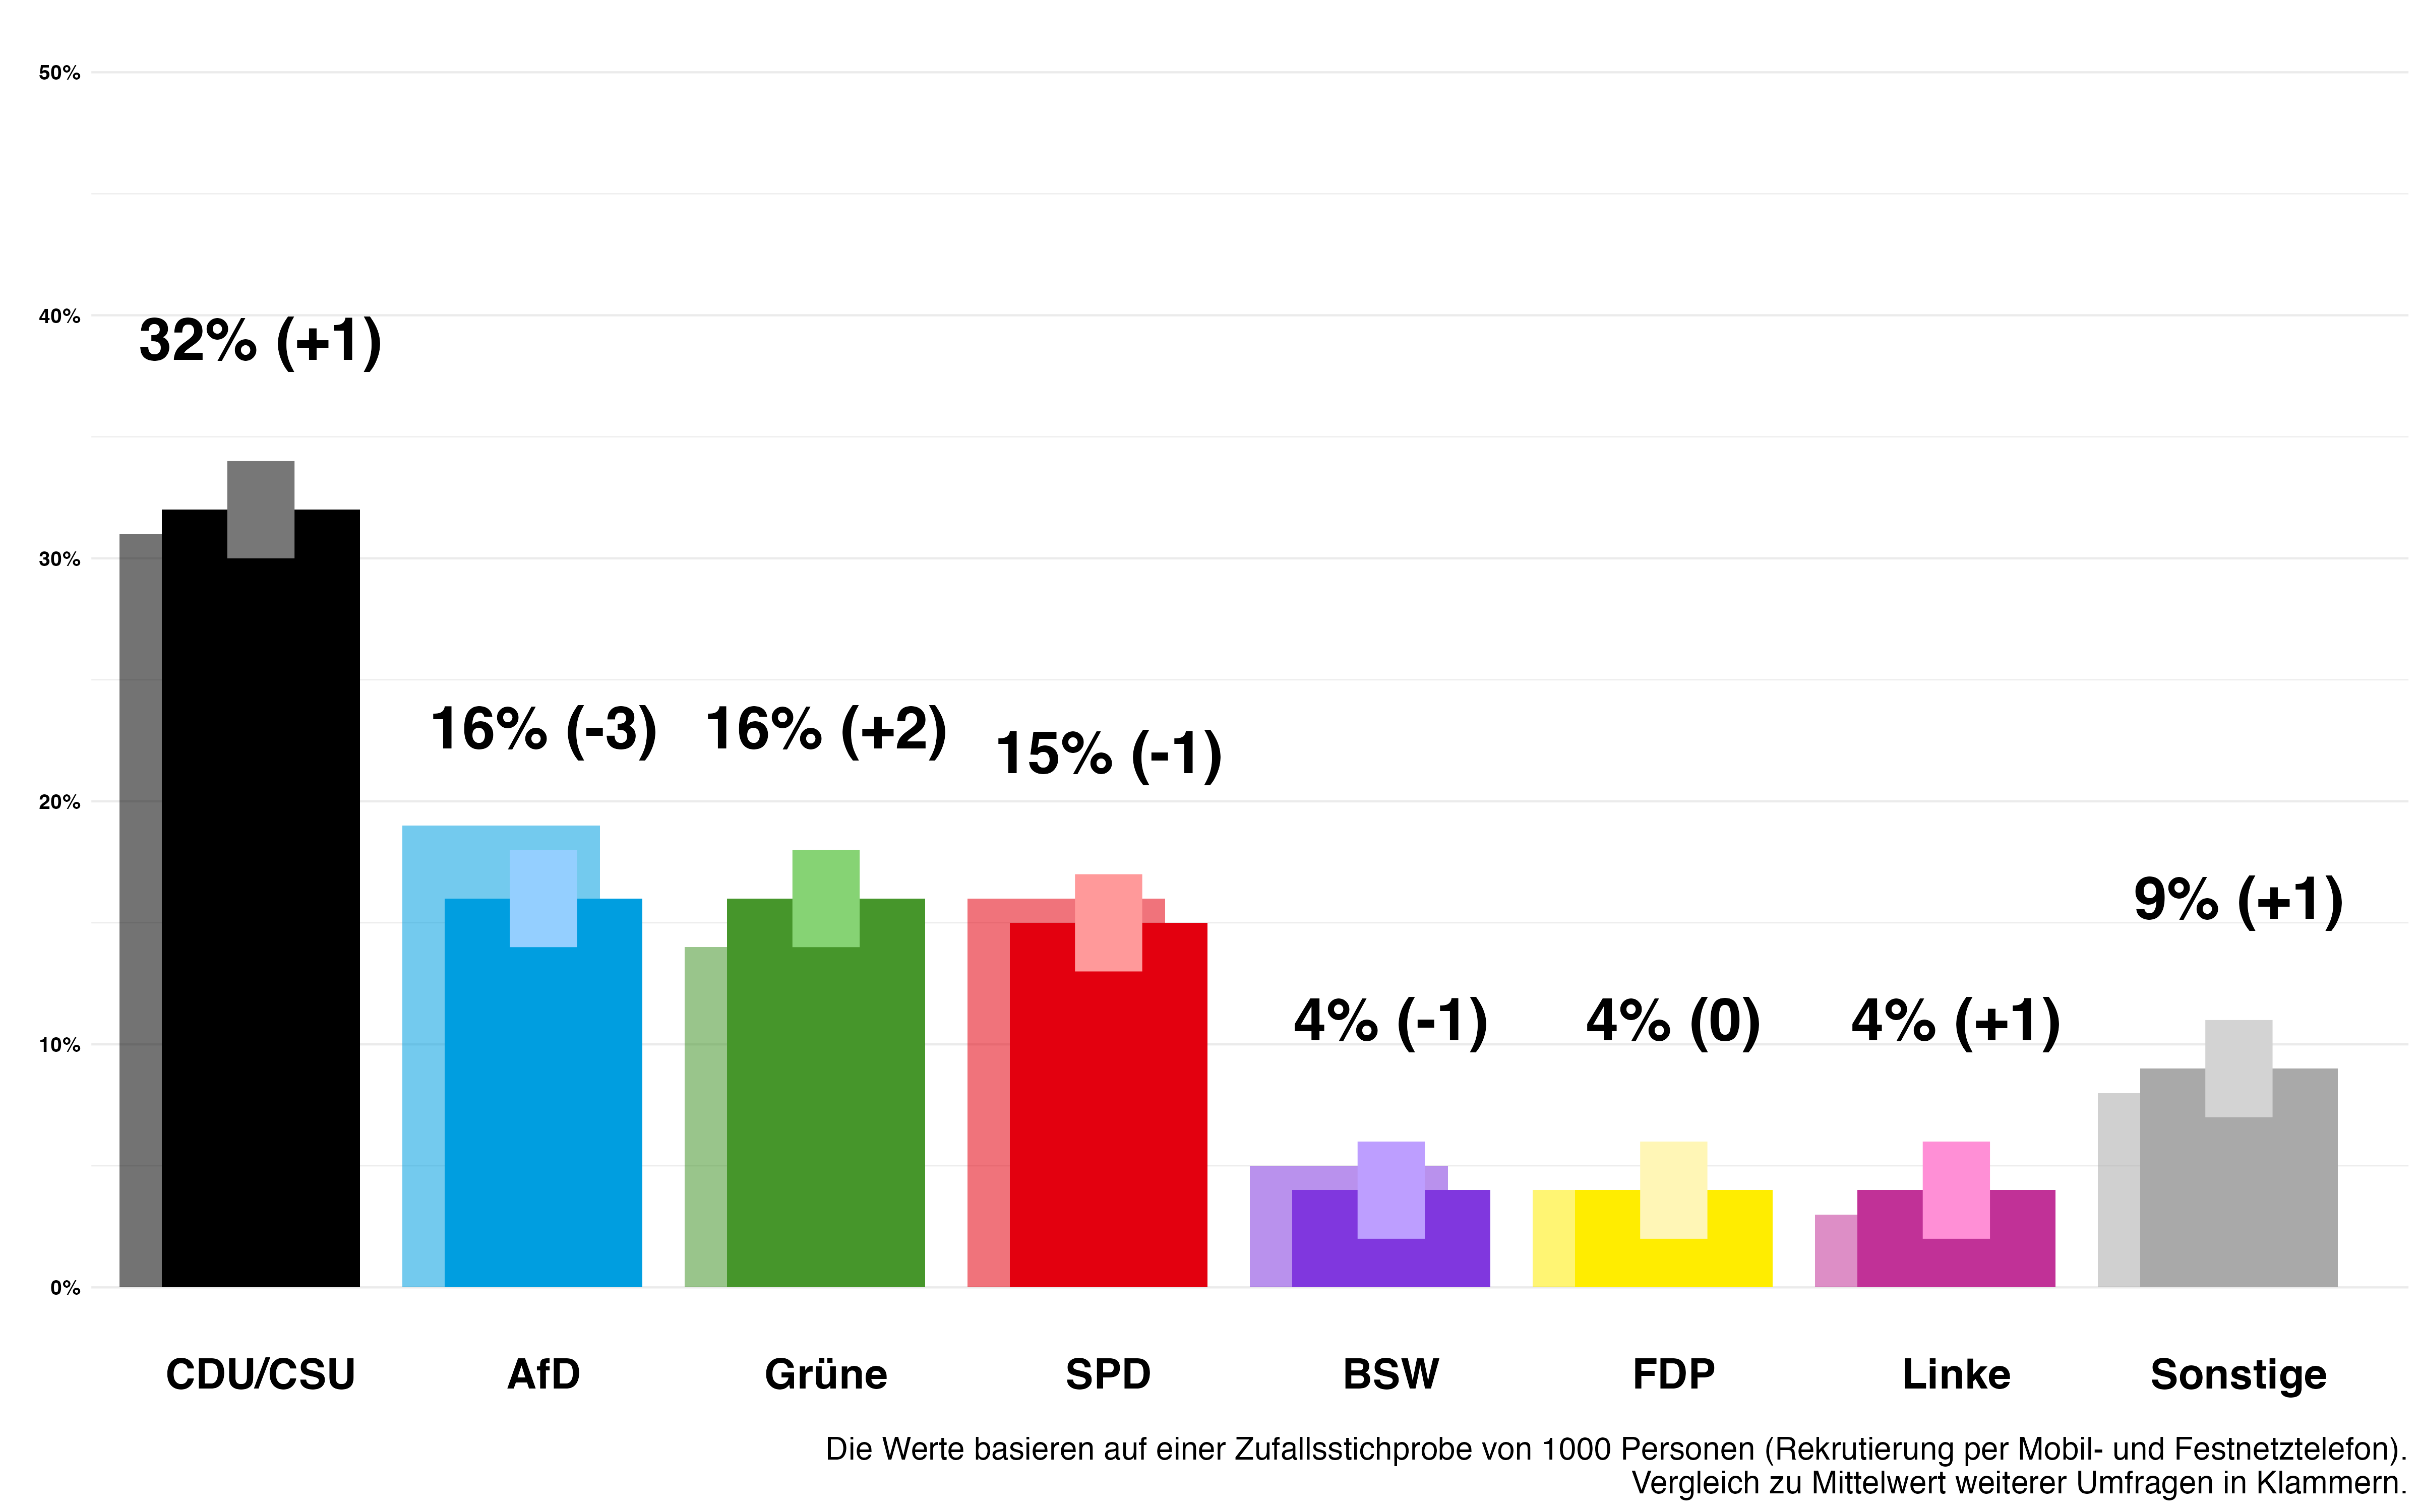 50%
40%
30%
20%
10%
0%
32% (+1)
16% (-3)
16% (+2)
15% (-1)
4% (-1)
4% (0)
4% (+1)
9% (+1)
CDU/CSU
AfD
Grüne
SPD
BSW
FDP
Linke
Sonstige
Die Werte basieren auf einer Zufallsstichprobe von 1000 Personen (Rekrutierung per Mobil- und Festnetztelefon).
Vergleich zu Mittelwert weiterer Umfragen in Klammern.